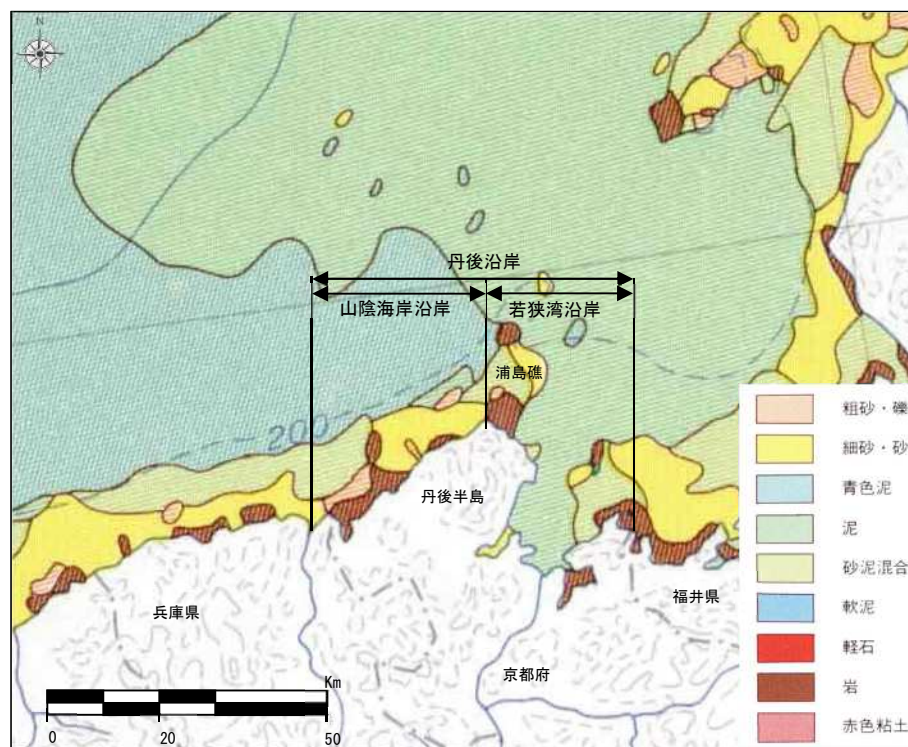 N
丹後沿岸
山陰海岸沿岸
若狭湾沿岸
浦島礁
200
丹後半島
兵庫県
福井県
京都府
Km
0
20
50
粗砂・礫
細砂・砂
青色泥
泥
砂泥混合
軟泥
軽石
岩
赤色粘土